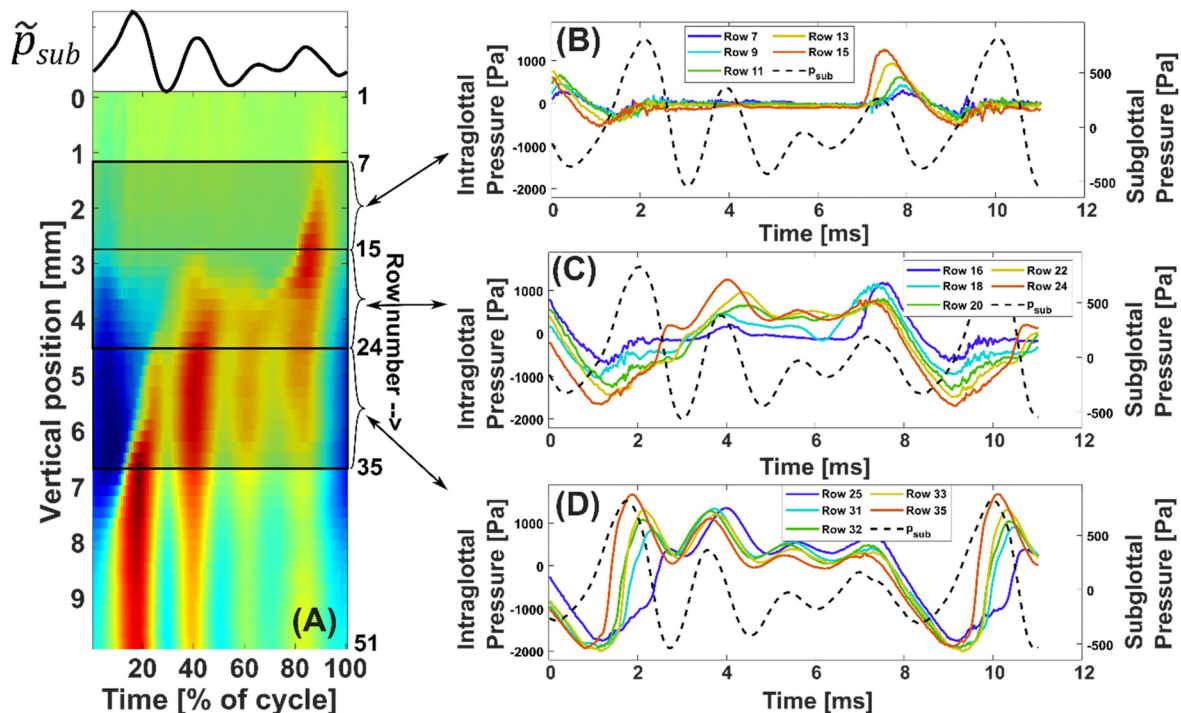 p̃sub
0
1
2
3
4
5
6
7
8
9
Vertical position [mm]
1
7
15
24
35
51
Row number -->
(A)
20 40 60 80 100
Time [% of cycle]
(B)
Row 7 Row 13
Row 9 Row 15
Row 11 psub
1000
0
-1000
-2000
Intraglottal
Pressure [Pa]
500
0
-500
Subglottal
Pressure [Pa]
0 2 4 6 8 10 12
Time [ms]
(C)
Row 16 Row 22
Row 18 Row 24
Row 20 psub
1000
0
-1000
-2000
Intraglottal
Pressure [Pa]
500
0
-500
Subglottal
Pressure [Pa]
0 2 4 6 8 10 12
Time [ms]
(D)
Row 25 Row 33
Row 31 Row 35
Row 32 psub
1000
0
-1000
-2000
Intraglottal
Pressure [Pa]
500
0
-500
Subglottal
Pressure [Pa]
0 2 4 6 8 10 12
Time [ms]